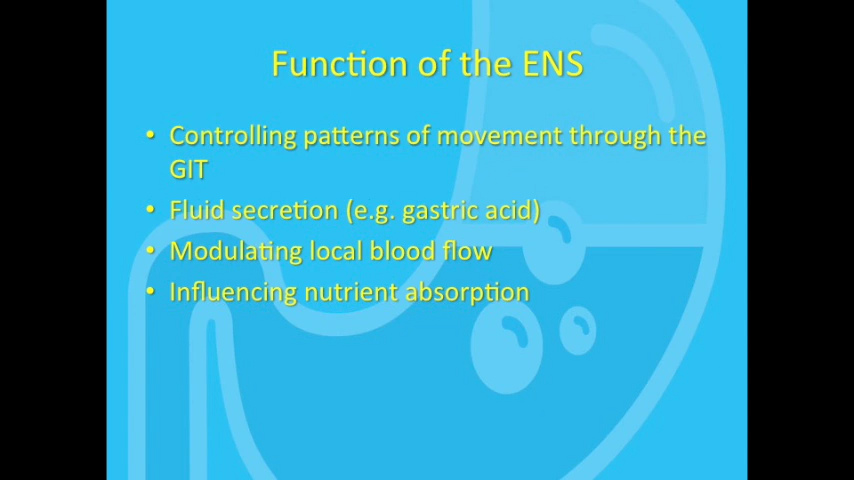 Function of the ENS
• Controlling patterns of movement through the
GIT
• Fluid secretion (e.g. gastric acid)
• Modulating local blood flow
• Influencing nutrient absorption